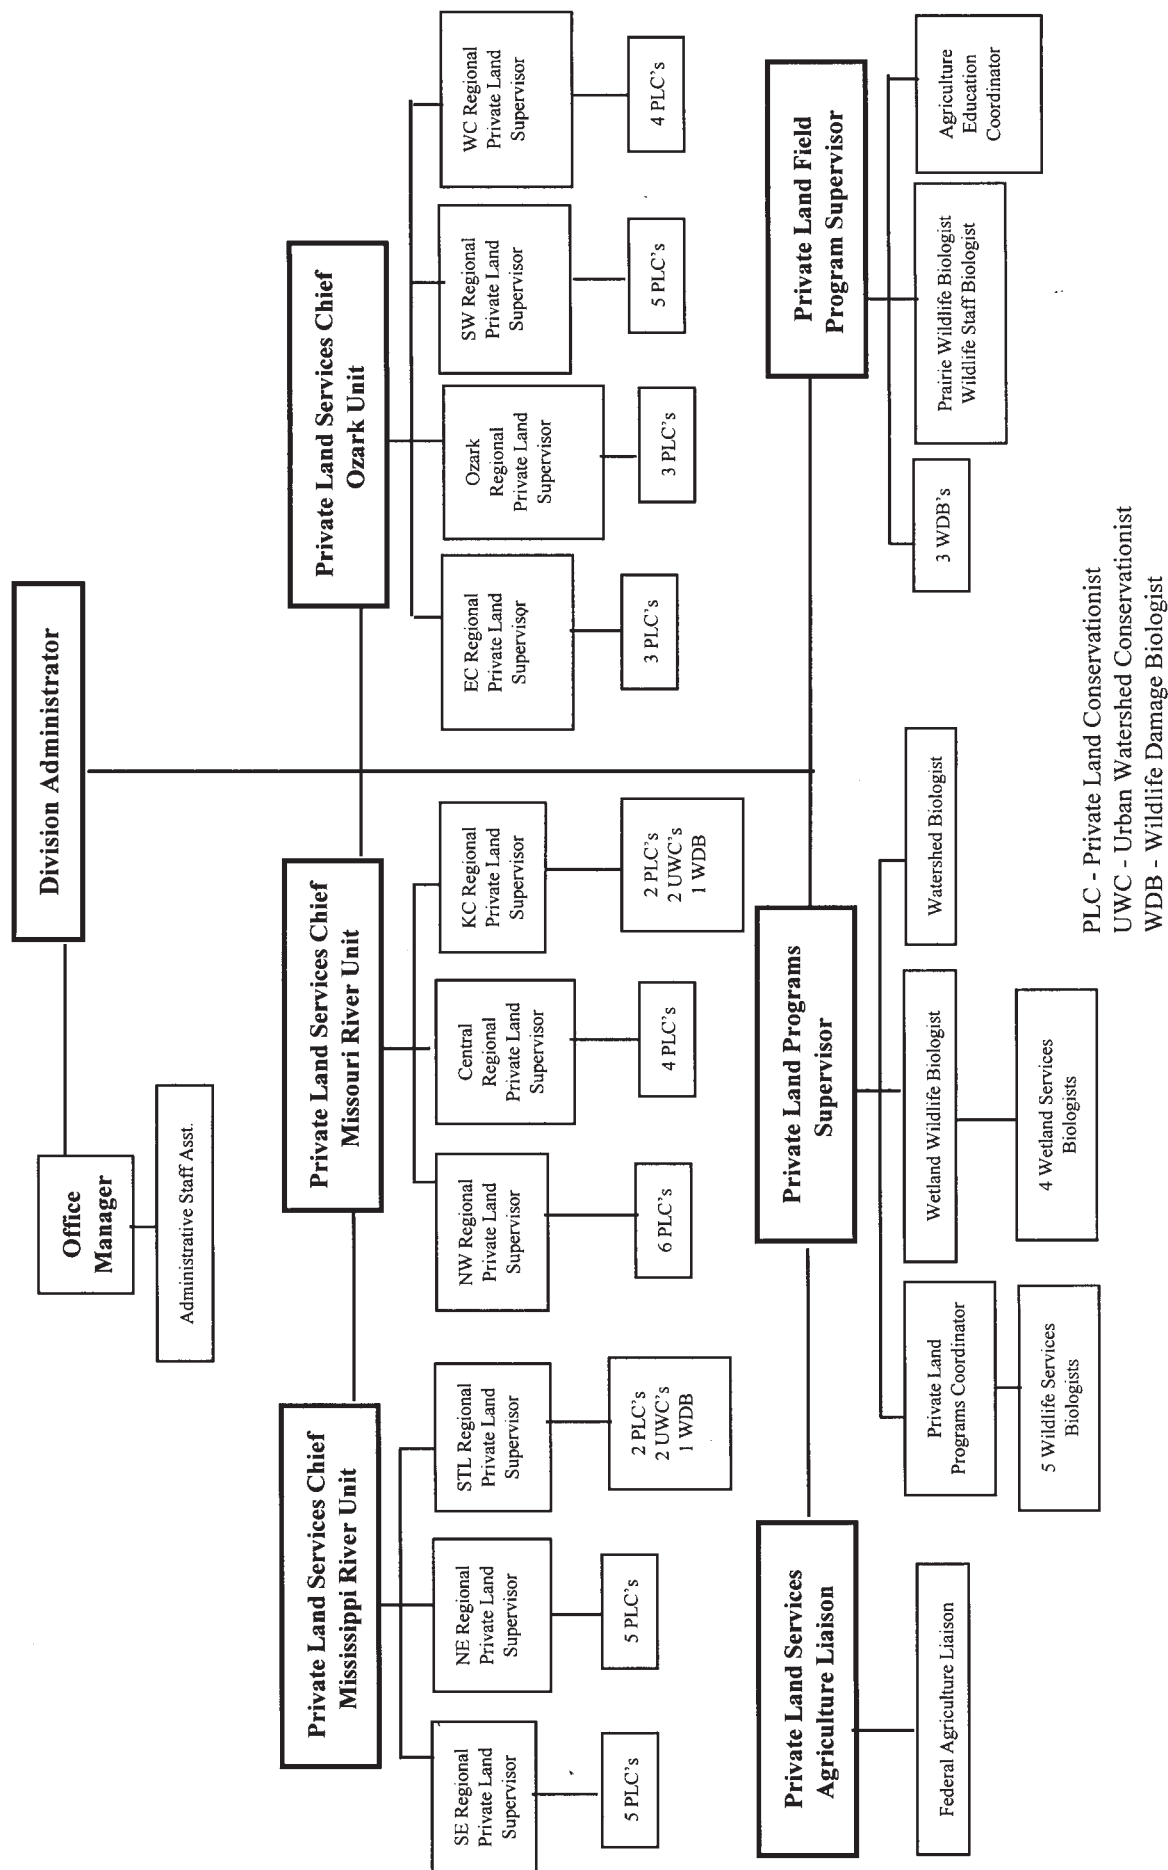 Division Administrator
Office
Manager
Administrative Staff Asst.
Private Land Services Chief
Mississippi River Unit
Private Land Services Chief
Missouri River Unit
Private Land Services Chief
Ozark Unit
SE Regional
Private Land
Supervisor
NE Regional
Private Land
Supervisor
STL Regional
Private Land
Supervisor
NW Regional
Private Land
Supervisor
Central
Regional
Private Land
Supervisor
KC Regional
Private Land
Supervisor
EC Regional
Private Land
Supervisor
Ozark
Regional
Private Land
Supervisor
SW Regional
Private Land
Supervisor
WC Regional
Private Land
Supervisor
5 PLC's
5 PLC's
2 PLC's
2 UWC's
1 WDB
6 PLC's
4 PLC's
2 PLC's
2 UWC's
1 WDB
3 PLC's
3 PLC's
5 PLC's
4 PLC's
Private Land Services
Agriculture Liaison
Private Land Programs
Supervisor
Private Land Field
Program Supervisor
Federal Agriculture Liaison
Private Land
Programs Coordinator
Wetland Wildlife Biologist
Watershed Biologist
5 Wildlife Services
Biologists
4 Wetland Services
Biologists
3 WDB's
Prairie Wildlife Biologist
Wildlife Staff Biologist
Agriculture
Education
Coordinator
PLC - Private Land Conservationist
UWC - Urban Watershed Conservationist
WDB - Wildlife Damage Biologist